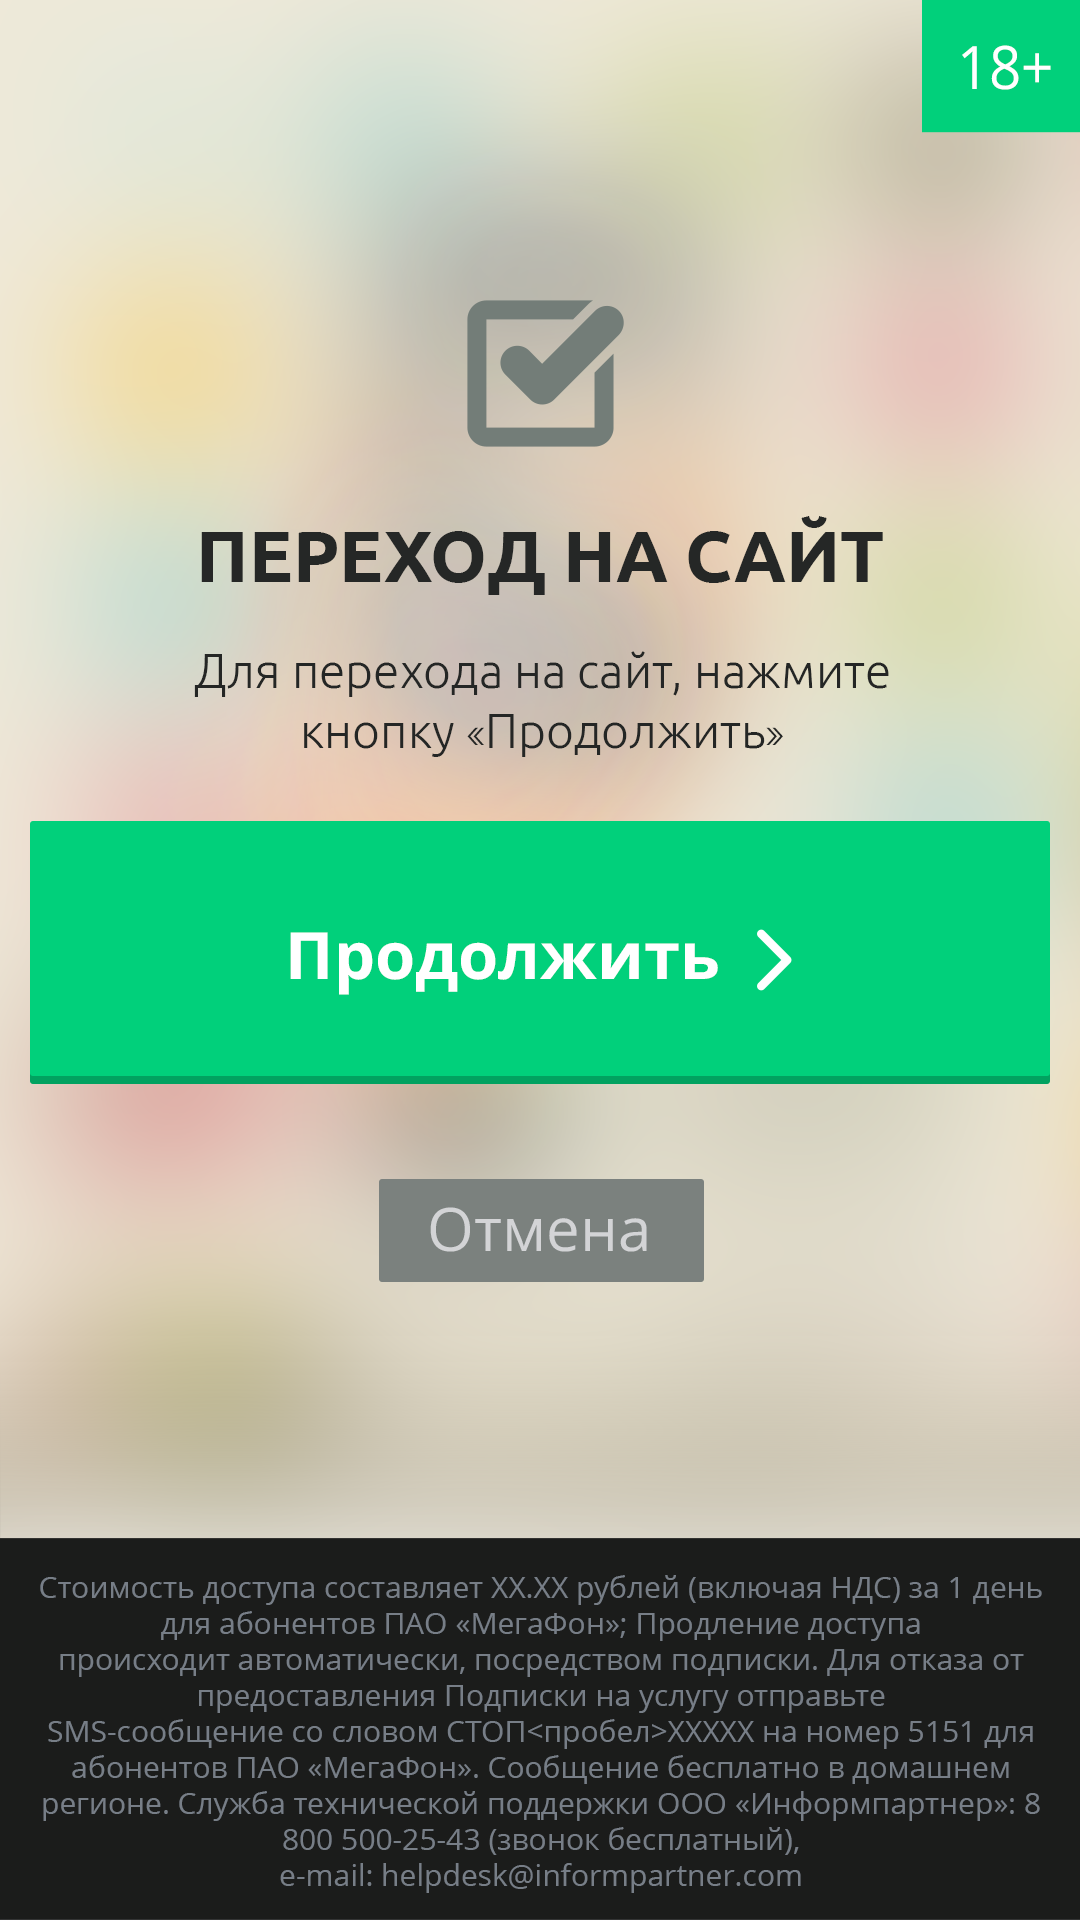 18+
ПЕРЕХОД НА САЙТ
Для перехода на сайт, нажмите
кнопку «Продолжить»
Продолжить
Отмена
Стоимость доступа составляет XX.XX рублей (включая НДС) за 1 день
для абонентов ПАО «МегаФон»; Продление доступа
происходит автоматически, посредством подписки. Для отказа от
предоставления Подписки на услугу отправьте
SMS-сообщение со словом СТОП<пробел>XXXXX на номер 5151 для
абонентов ПАО «МегаФон». Сообщение бесплатно в домашнем
регионе. Служба технической поддержки ООО «Информпартнер»: 8
800 500-25-43 (звонок бесплатный),
e-mail: helpdesk@informpartner.com